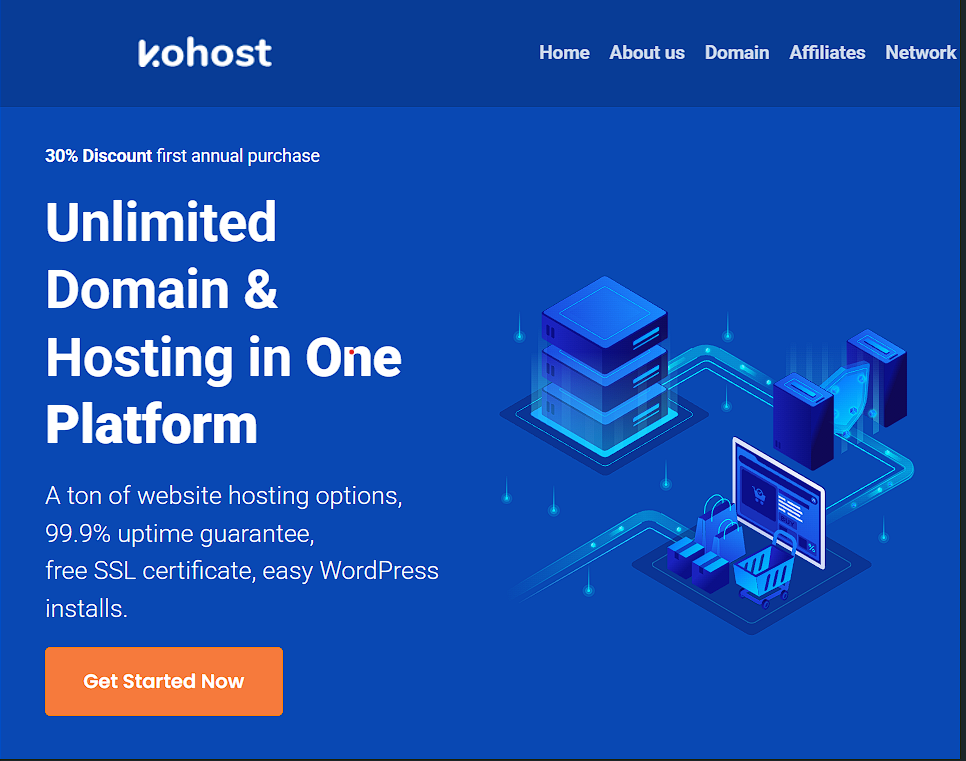 kohost
Home About us Domain Affiliates Network
30% Discount first annual purchase
Unlimited
Domain &
Hosting in One
Platform
A ton of website hosting options,
99.9% uptime guarantee,
free SSL certificate, easy WordPress
installs.
Get Started Now